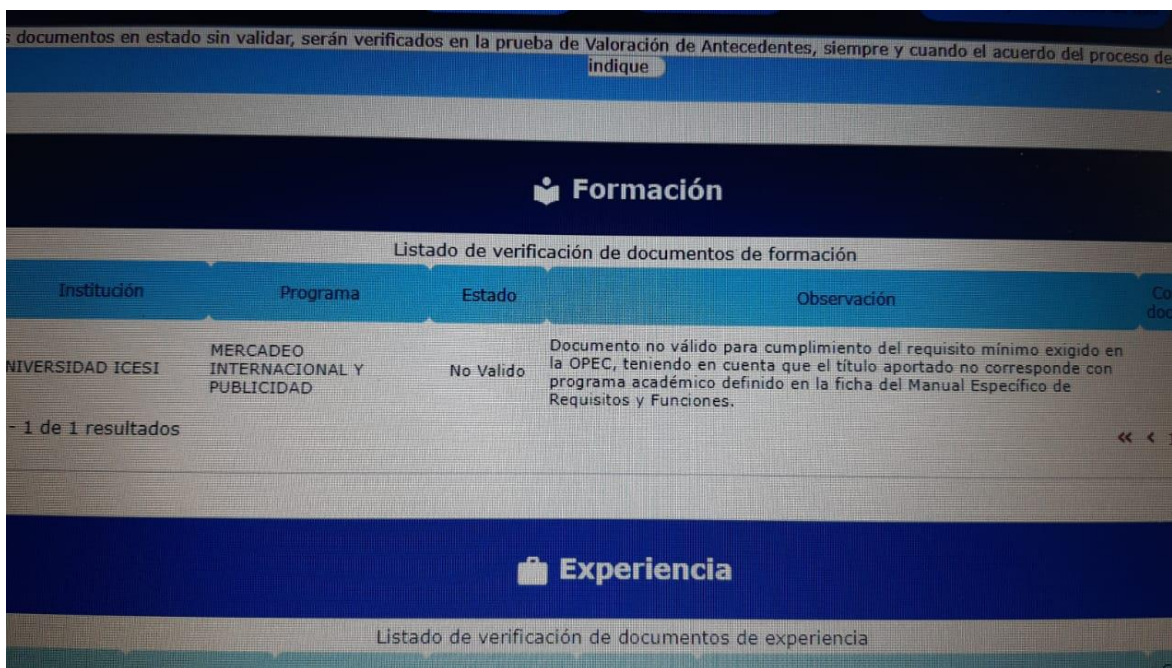 documentos en estado sin validar, serán verificados en la prueba de Valoración de Antecedentes, siempre y cuando el acuerdo del proceso de
indique
Formación
Listado de verificación de documentos de formación
Institución Programa Estado Observación
NIVERSIDAD ICESI
MERCADEO
INTERNACIONAL Y
PUBLICIDAD
No Valido
Documento no válido para cumplimiento del requisito mínimo exigido en
la OPEC, teniendo en cuenta que el título aportado no corresponde con
programa académico definido en la ficha del Manual Específico de
Requisitos y Funciones.
- 1 de 1 resultados
« ‹
Experiencia
Listado de verificación de documentos de experiencia